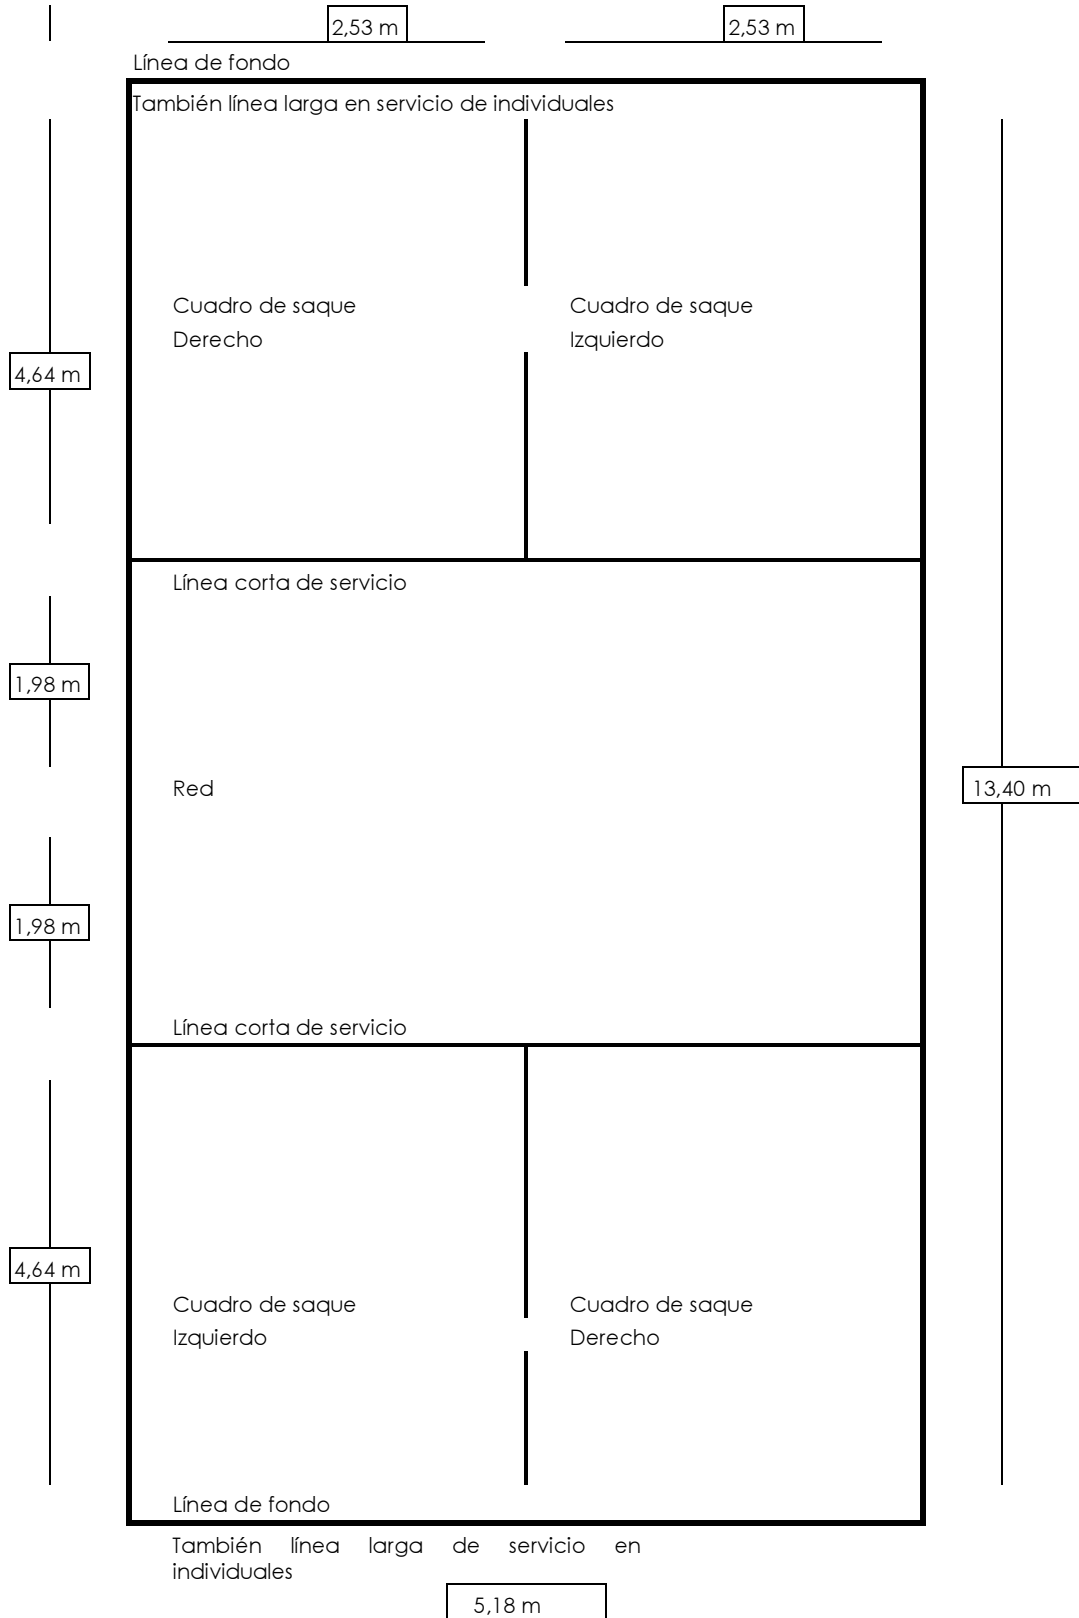 2,53 m
2,53 m
Línea de fondo
También línea larga en servicio de individuales
Cuadro de saque
Derecho
Cuadro de saque
Izquierdo
4,64 m
Línea corta de servicio
1,98 m
Red
13,40 m
1,98 m
Línea corta de servicio
4,64 m
Cuadro de saque
Izquierdo
Cuadro de saque
Derecho
Línea de fondo
También línea larga de servicio en
individuales
5,18 m